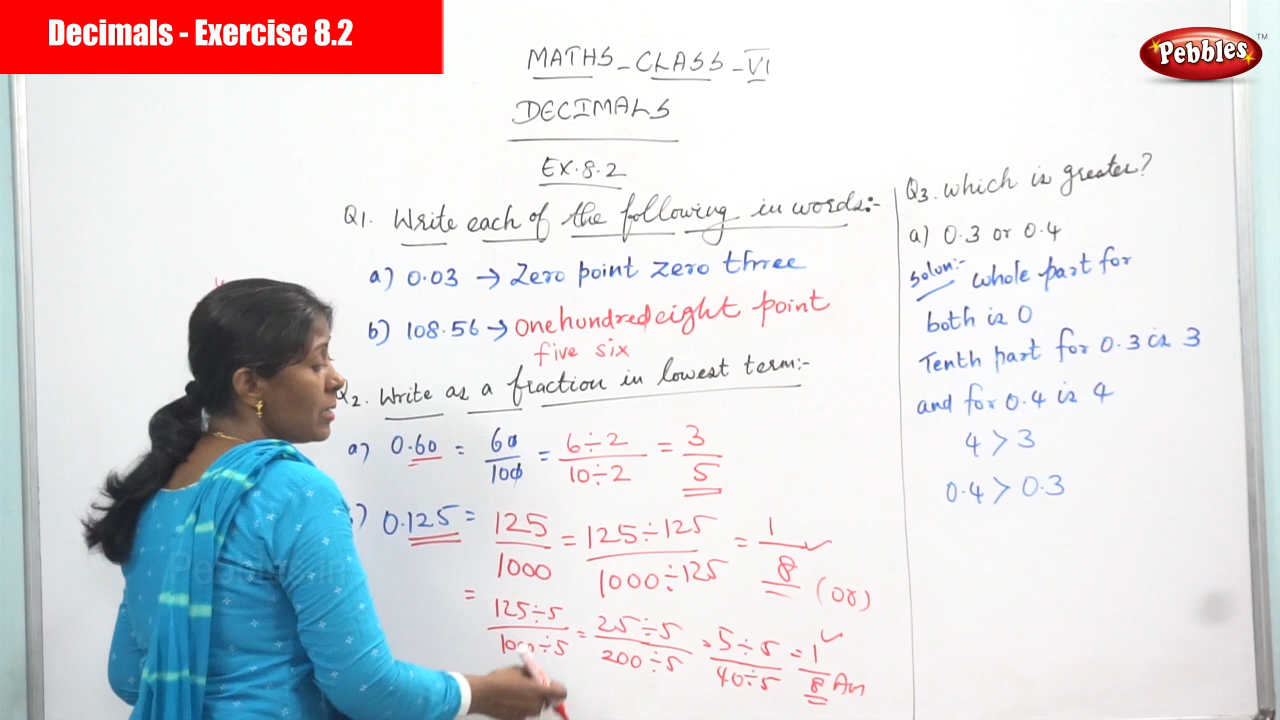 Decimals - Exercise 8.2
Pebbles™
MATHS - CLASS - VI
DECIMALS
EX.8.2
Q1. Write each of the following in words:-
a) 0.03 → Zero point zero three
b) 108.56 → One hundred eight point
five six
Q2. Write as a fraction in lowest term:-
a) 0.60 = 60/100 = 6÷2/10÷2 = 3/5
) 0.125 = 125/1000 = 125÷125/1000÷125 = 1/8 ✓ (or)
= 125÷5/1000÷5 = 25÷5/200÷5 = 5÷5/40÷5 = 1/8 ✓ An
Q3. Which is greater?
a) 0.3 or 0.4
Solun:- Whole part for
both is 0
Tenth part for 0.3 is 3
and for 0.4 is 4
4 > 3
0.4 > 0.3
Pebbles.in